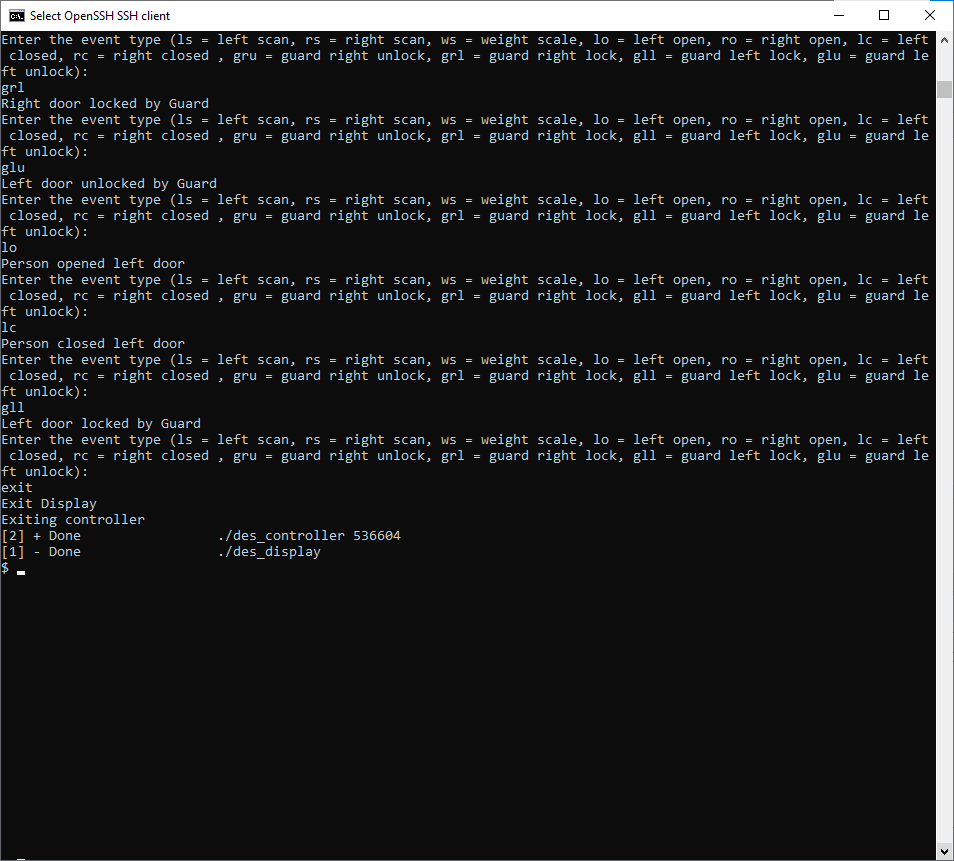 Select OpenSSH SSH client
Enter the event type (ls = left scan, rs = right scan, ws = weight scale, lo = left open, ro = right open, lc = left
 closed, rc = right closed , gru = guard right unlock, grl = guard right lock, gll = guard left lock, glu = guard le
ft unlock):
grl
Right door locked by Guard
Enter the event type (ls = left scan, rs = right scan, ws = weight scale, lo = left open, ro = right open, lc = left
 closed, rc = right closed , gru = guard right unlock, grl = guard right lock, gll = guard left lock, glu = guard le
ft unlock):
glu
Left door unlocked by Guard
Enter the event type (ls = left scan, rs = right scan, ws = weight scale, lo = left open, ro = right open, lc = left
 closed, rc = right closed , gru = guard right unlock, grl = guard right lock, gll = guard left lock, glu = guard le
ft unlock):
lo
Person opened left door
Enter the event type (ls = left scan, rs = right scan, ws = weight scale, lo = left open, ro = right open, lc = left
 closed, rc = right closed , gru = guard right unlock, grl = guard right lock, gll = guard left lock, glu = guard le
ft unlock):
lc
Person closed left door
Enter the event type (ls = left scan, rs = right scan, ws = weight scale, lo = left open, ro = right open, lc = left
 closed, rc = right closed , gru = guard right unlock, grl = guard right lock, gll = guard left lock, glu = guard le
ft unlock):
gll
Left door locked by Guard
Enter the event type (ls = left scan, rs = right scan, ws = weight scale, lo = left open, ro = right open, lc = left
 closed, rc = right closed , gru = guard right unlock, grl = guard right lock, gll = guard left lock, glu = guard le
ft unlock):
exit
Exit Display
Exiting controller
[2] + Done                 ./des_controller 536604
[1] - Done                 ./des_display
$